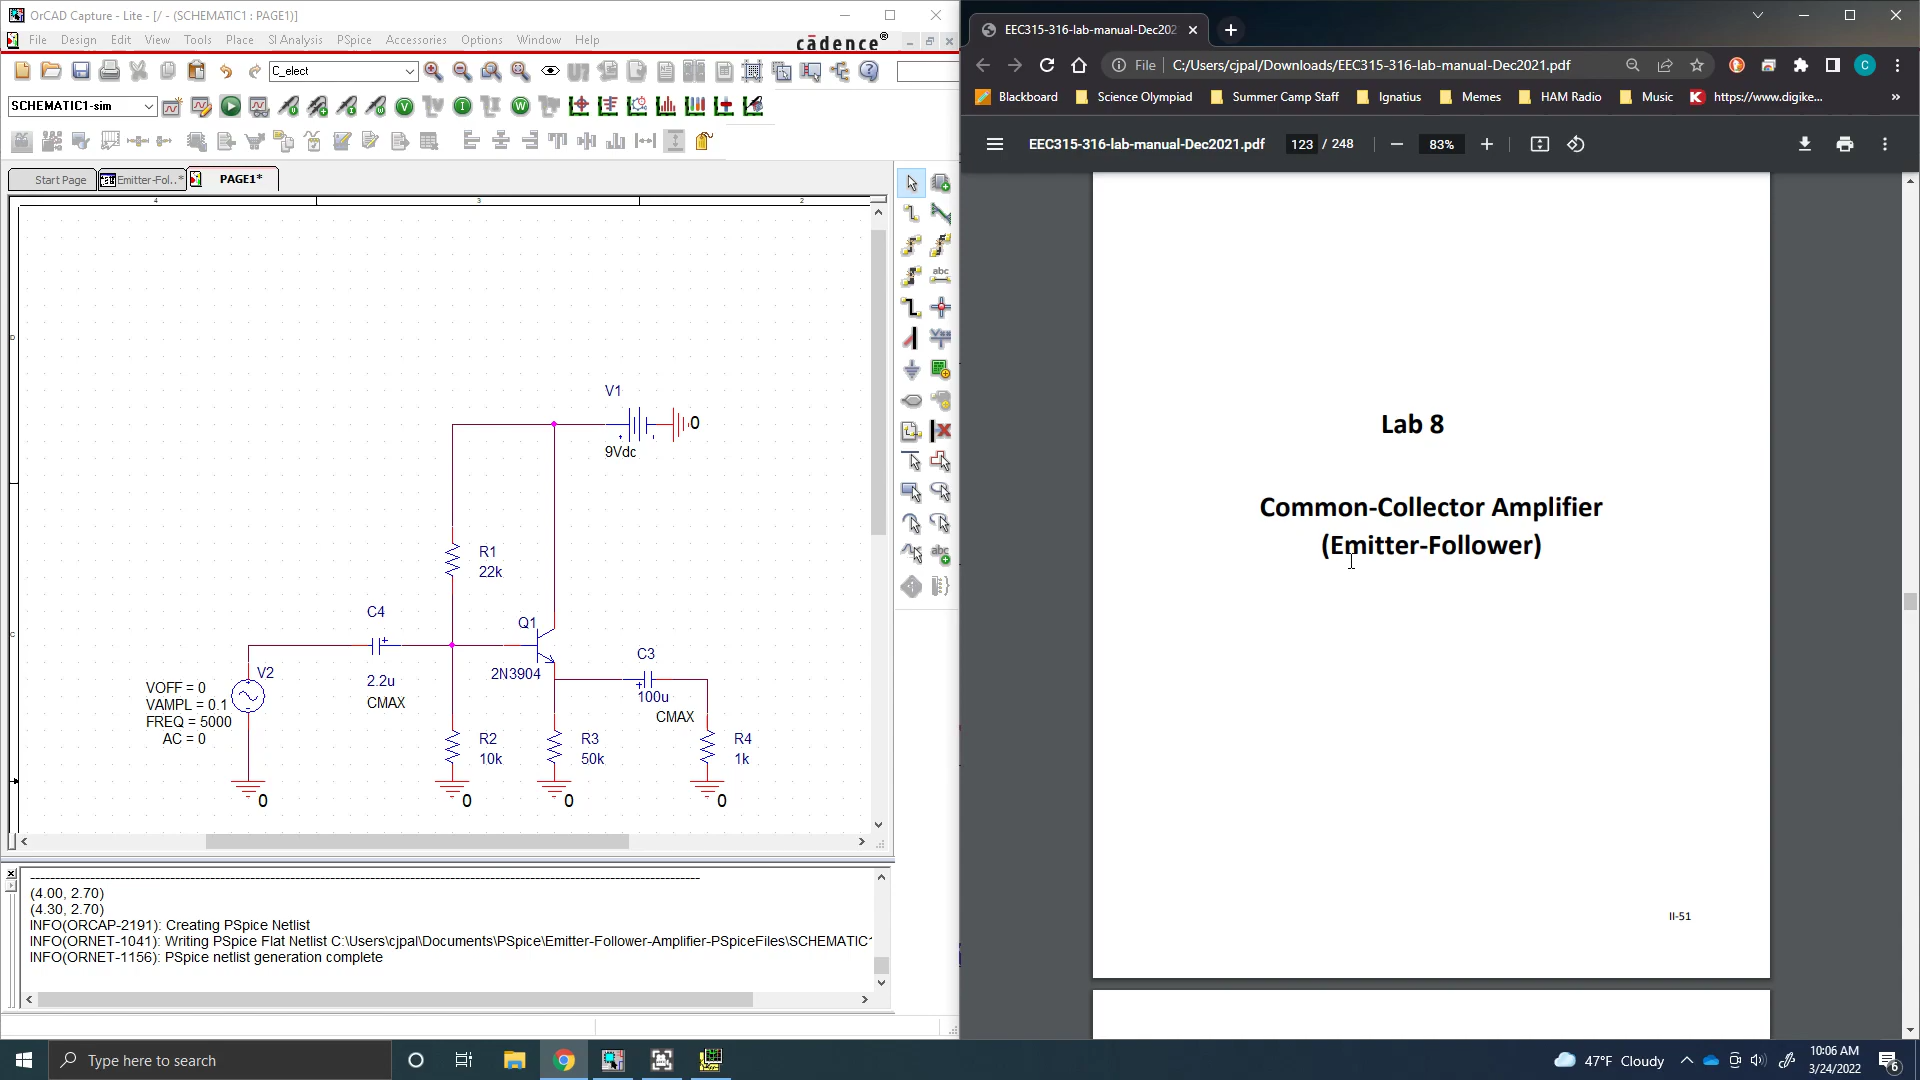 OrCAD Capture - Lite - [/ - (SCHEMATIC1 : PAGE1)]
File Design Edit View Tools Place SI Analysis PSpice Accessories Options Window Help
cādence®
C_elect
SCHEMATIC1-sim
Start Page
Emitter-Fol..*
PAGE1*
4
3
2
V1
0
9Vdc
R1
22k
C4
Q1
C3
V2
2.2u
2N3904
100u
CMAX
CMAX
VOFF = 0
VAMPL = 0.1
FREQ = 5000
AC = 0
R2
10k
R3
50k
R4
1k
0
0
0
0
(4.00, 2.70)
(4.30, 2.70)
INFO(ORCAP-2191): Creating PSpice Netlist
INFO(ORNET-1041): Writing PSpice Flat Netlist C:\Users\cjpal\Documents\PSpice\Emitter-Follower-Amplifier-PSpiceFiles\SCHEMATIC
INFO(ORNET-1156): PSpice netlist generation complete
EEC315-316-lab-manual-Dec202
File C:/Users/cjpal/Downloads/EEC315-316-lab-manual-Dec2021.pdf
C
Blackboard Science Olympiad Summer Camp Staff Ignatius Memes HAM Radio Music https://www.digike...
EEC315-316-lab-manual-Dec2021.pdf 123 / 248 83%
Lab 8
Common-Collector Amplifier
(Emitter-Follower)
II-51
Type here to search
47°F Cloudy
10:06 AM
3/24/2022
6